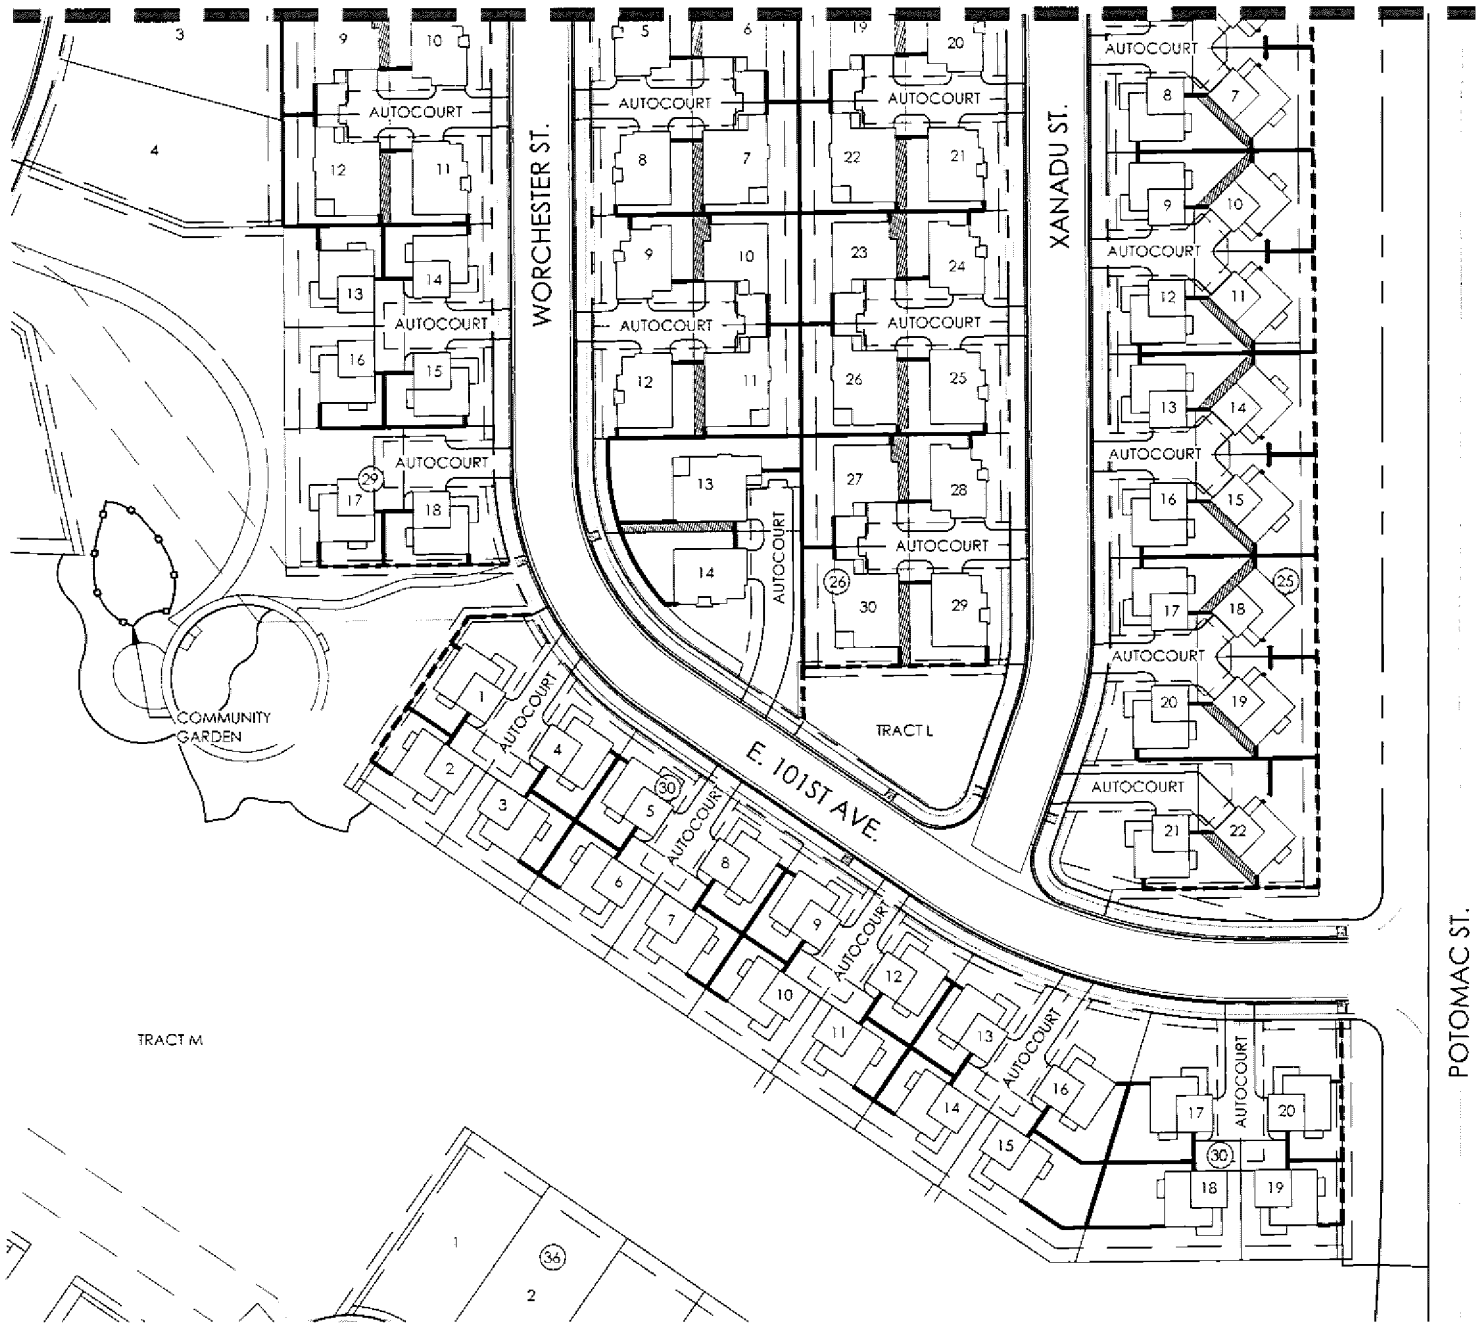 3
9
10
5
6
19
20
AUTOCOURT
8
7
AUTOCOURT
AUTOCOURT
AUTOCOURT
4
12
11
WORCHESTER ST.
8
7
22
21
XANADU ST.
9
10
AUTOCOURT
13
14
9
10
23
24
12
11
AUTOCOURT
AUTOCOURT
AUTOCOURT
16
15
12
11
26
25
13
14
AUTOCOURT
AUTOCOURT
29
17
18
13
27
28
16
15
AUTOCOURT
14
AUTOCOURT
26
30
29
17
18
25
AUTOCOURT
COMMUNITY
GARDEN
1
AUTOCOURT
4
2
3
30
5
AUTOCOURT
6
E. 101ST AVE.
TRACT L
20
19
AUTOCOURT
21
22
8
7
9
AUTOCOURT
10
12
11
13
AUTOCOURT
14
16
15
17
AUTOCOURT
20
30
18
19
POTOMAC ST.
TRACT M
1
36
2